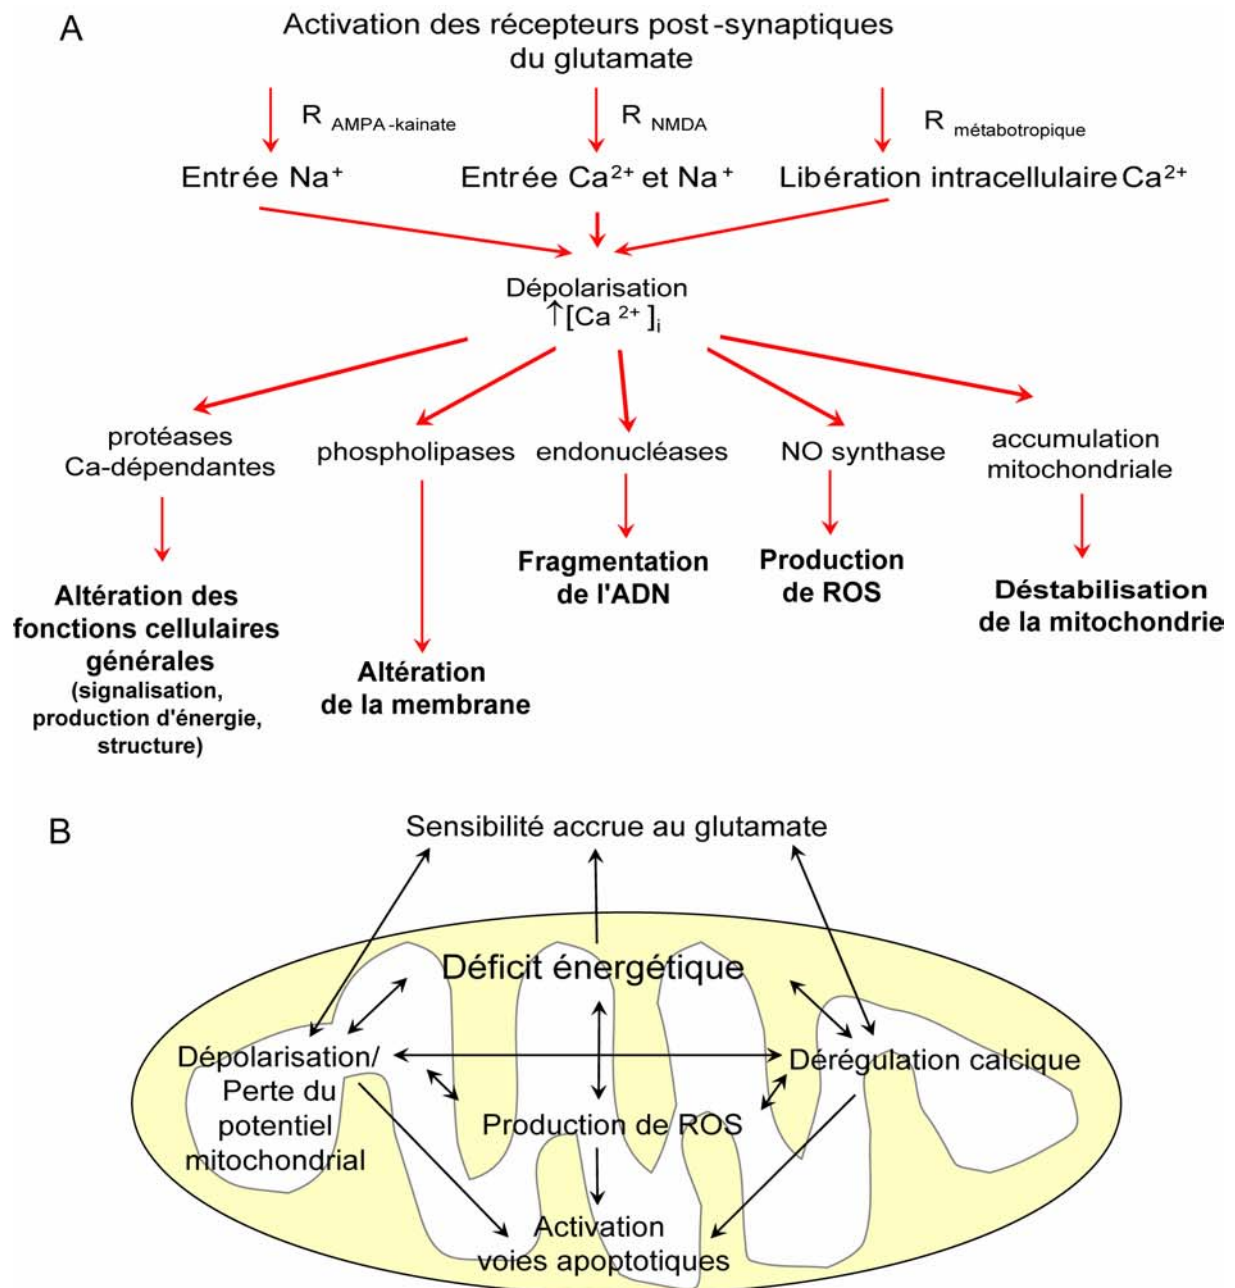 A
Activation des récepteurs post-synaptiques
du glutamate
R AMPA-kainate
R NMDA
R métabotropique
Entrée Na⁺
Entrée Ca²⁺ et Na⁺
Libération intracellulaire Ca²⁺
Dépolarisation
↑[Ca ²⁺ ]ᵢ
protéases
Ca-dépendantes
phospholipases
endonucléases
NO synthase
accumulation
mitochondriale
Altération des
fonctions cellulaires
générales
(signalisation,
production d'énergie,
structure)
Altération
de la membrane
Fragmentation
de l'ADN
Production
de ROS
Déstabilisation
de la mitochondrie
B
Sensibilité accrue au glutamate
Déficit énergétique
Dépolarisation/
Perte du
potentiel
mitochondrial
Dérégulation calcique
Production de ROS
Activation
voies apoptotiques